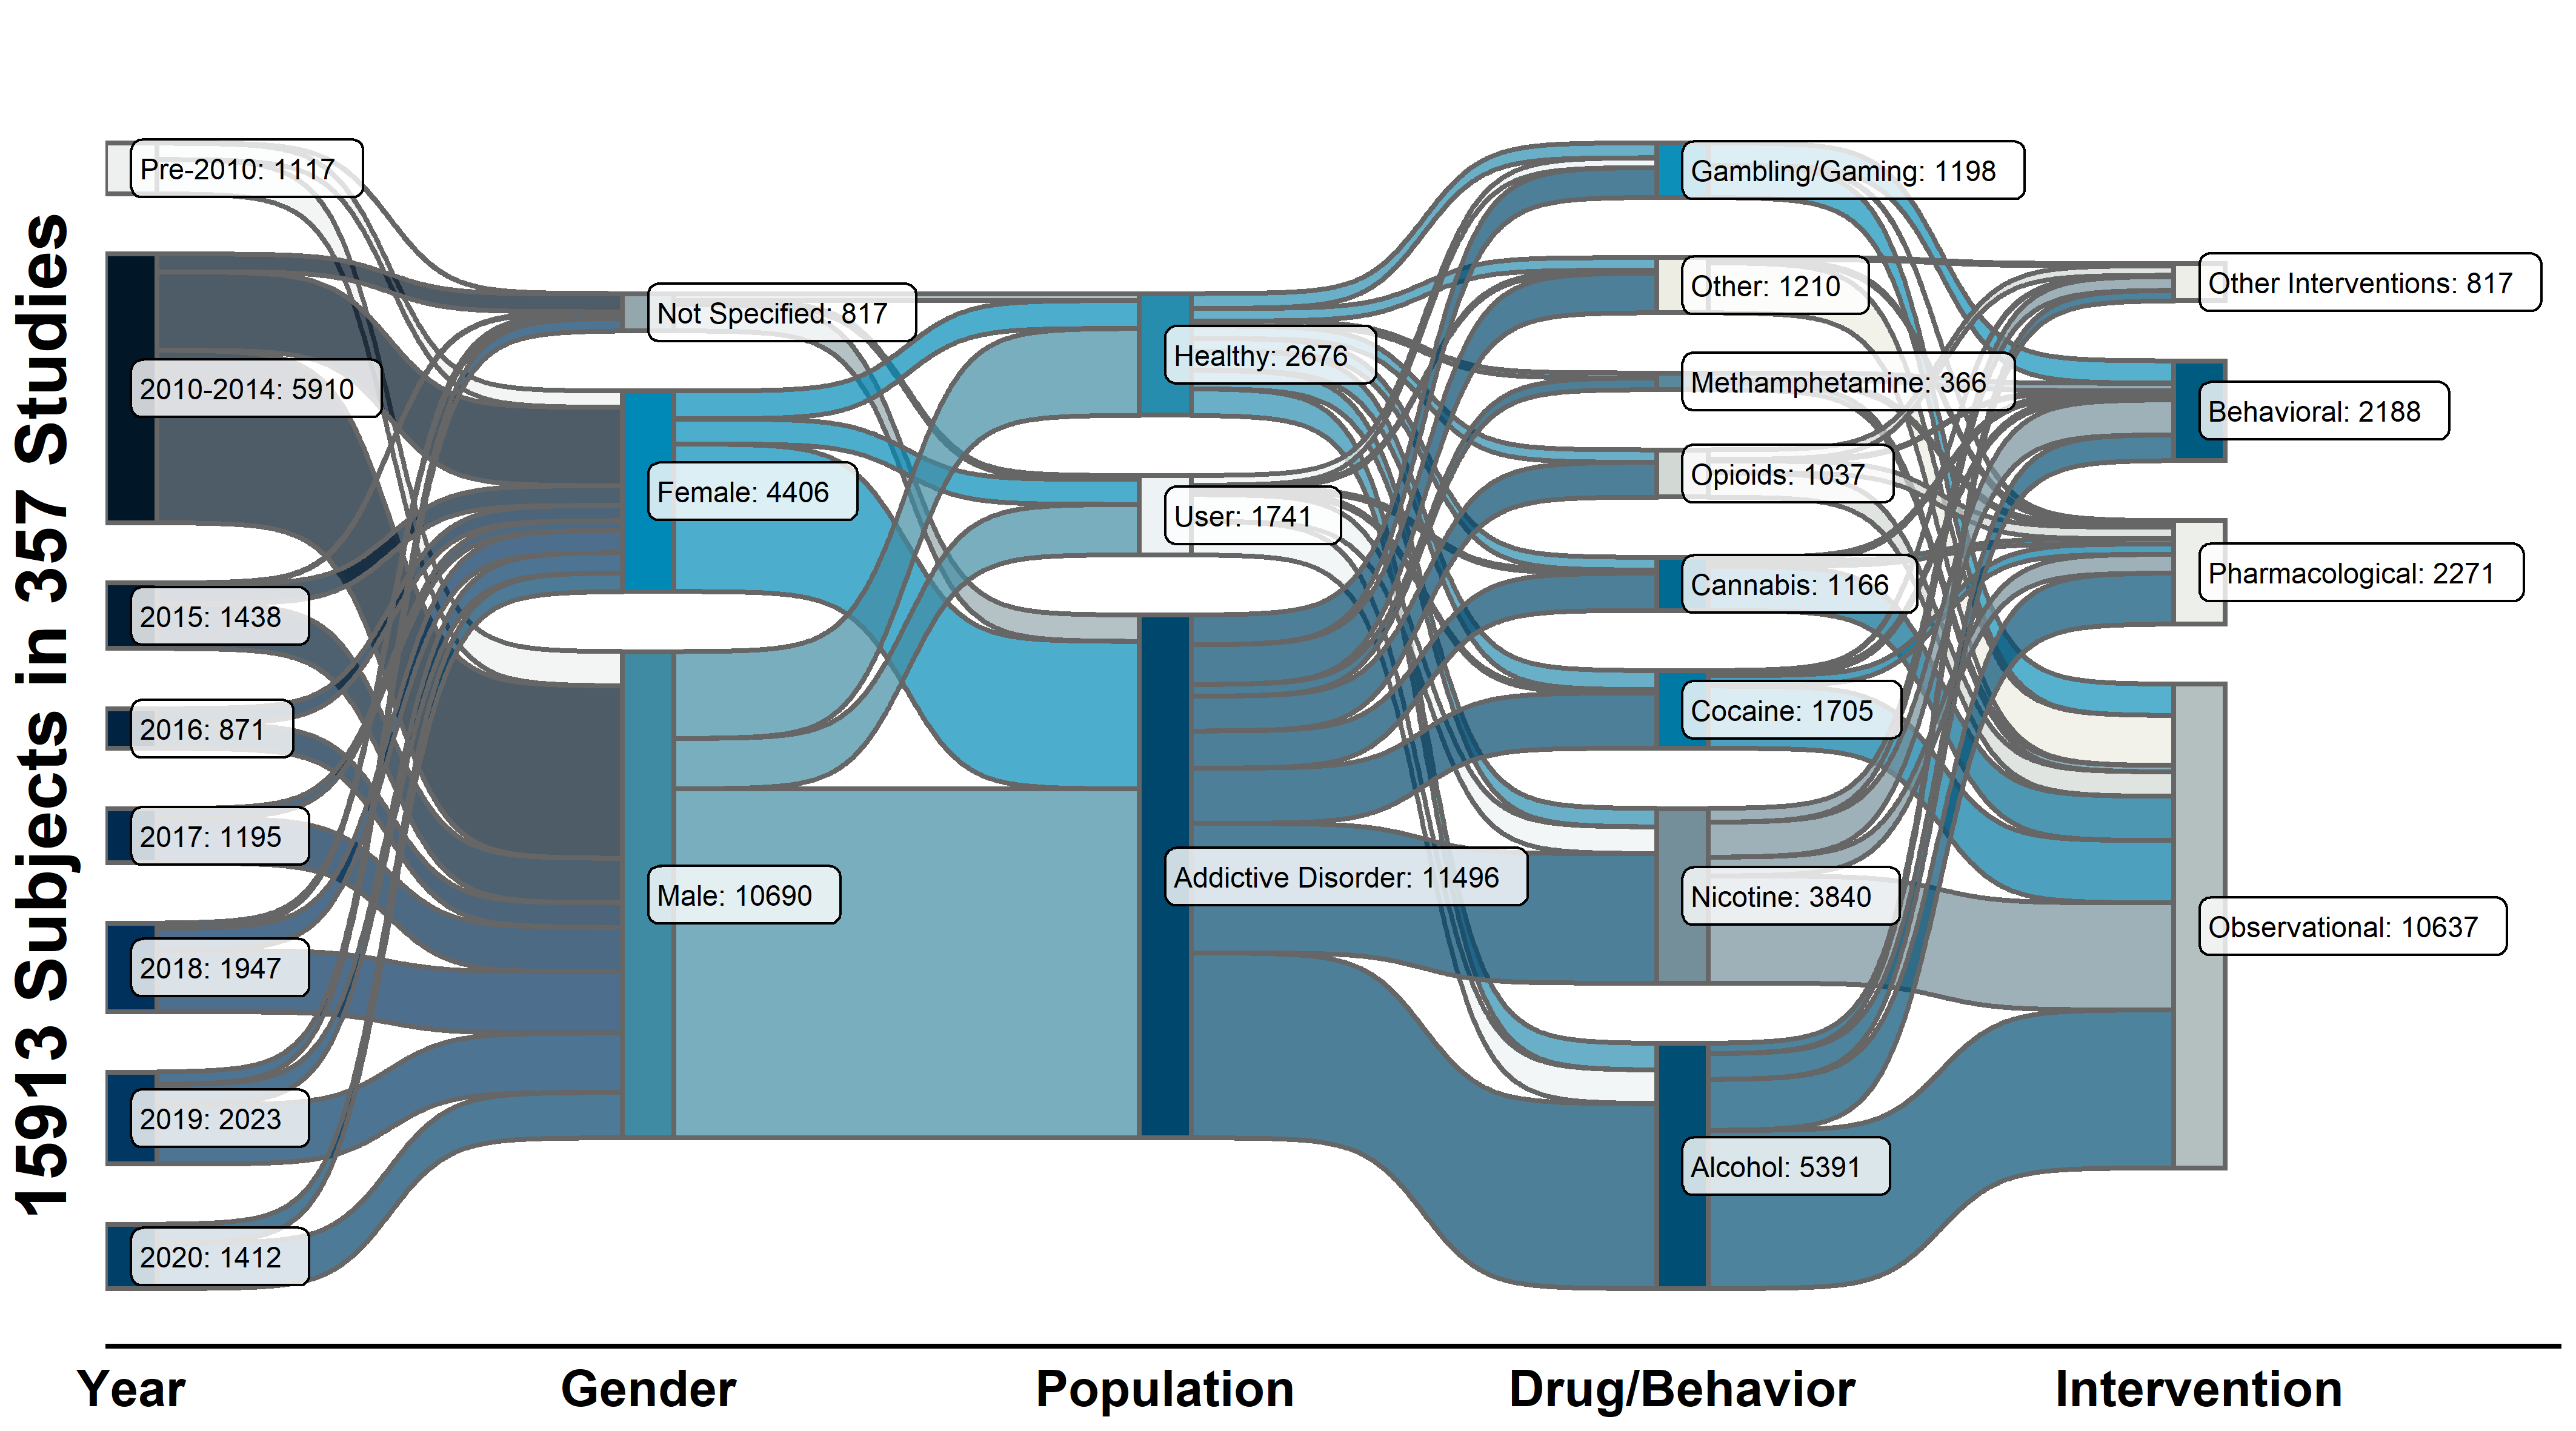 15913 Subjects in 357 Studies
Pre-2010: 1117
2010-2014: 5910
2015: 1438
2016: 871
2017: 1195
2018: 1947
2019: 2023
2020: 1412
Not Specified: 817
Female: 4406
Male: 10690
Healthy: 2676
User: 1741
Addictive Disorder: 11496
Gambling/Gaming: 1198
Other: 1210
Methamphetamine: 366
Opioids: 1037
Cannabis: 1166
Cocaine: 1705
Nicotine: 3840
Alcohol: 5391
Other Interventions: 817
Behavioral: 2188
Pharmacological: 2271
Observational: 10637
Year
Gender
Population
Drug/Behavior
Intervention